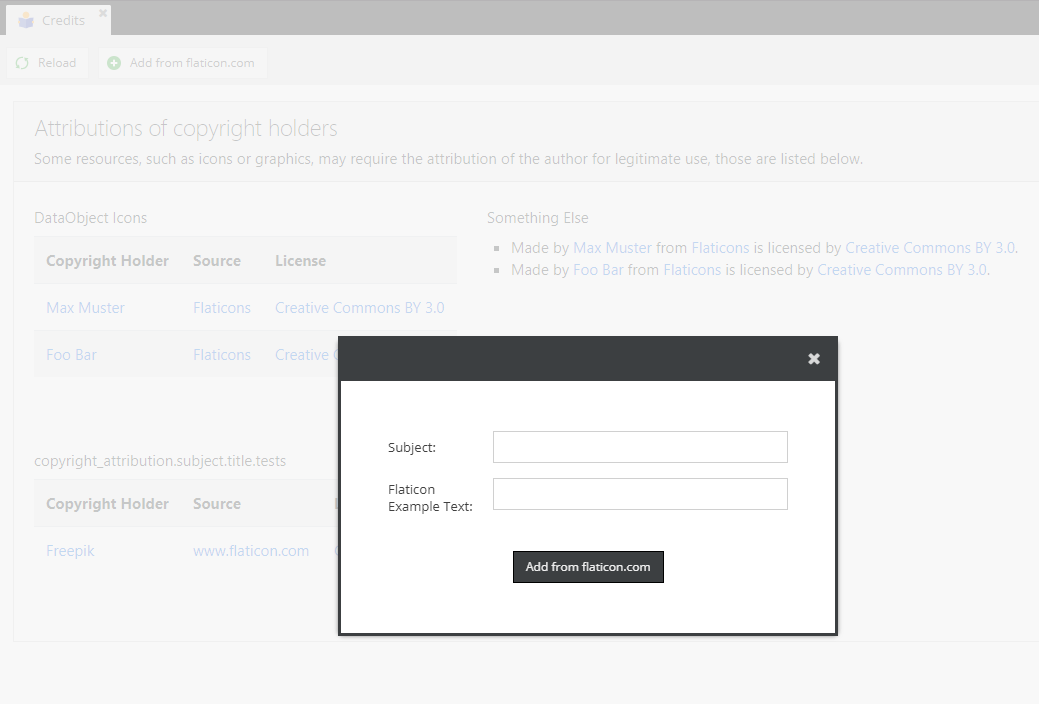 Credits
Reload
Add from flaticon.com
Attributions of copyright holders
Some resources, such as icons or graphics, may require the attribution of the author for legitimate use, those are listed below.
DataObject Icons
Copyright Holder Source License
Max Muster Flaticons Creative Commons BY 3.0
Foo Bar Flaticons Creative
Something Else
Made by Max Muster from Flaticons is licensed by Creative Commons BY 3.0.
Made by Foo Bar from Flaticons is licensed by Creative Commons BY 3.0.
copyright_attribution.subject.title.tests
Copyright Holder Source
Freepik www.flaticon.com
Subject:
Flaticon
Example Text:
Add from flaticon.com